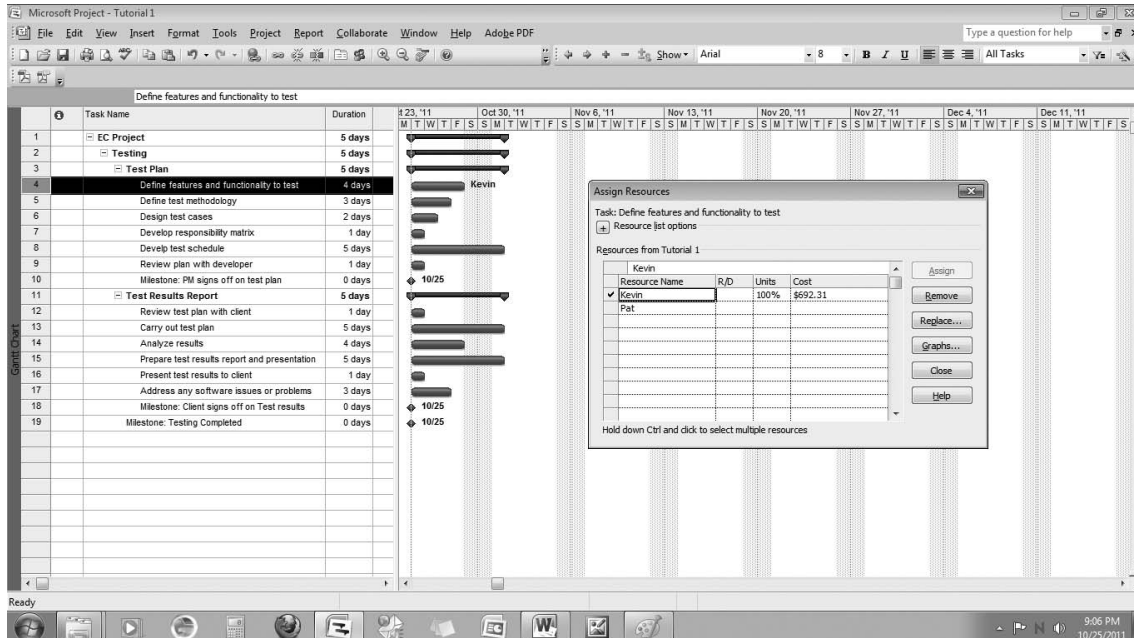 Microsoft Project - Tutorial 1
File Edit View Insert Format Tools Project Report Collaborate Window Help Adobe PDF
Type a question for help
Show Arial 8 B I U All Tasks
Define features and functionality to test
Task Name Duration t 23, '11 Oct 30, '11 Nov 6, '11 Nov 13, '11 Nov 20, '11 Nov 27, '11 Dec 4, '11 Dec 11, '11
M T W T F S S M T W T F S S M T W T F S S M T W T F S S M T W T F S S M T W T F S S M T W T F S S M T W T F S
1 EC Project 5 days
2 Testing 5 days
3 Test Plan 5 days
4 Define features and functionality to test 4 days Kevin
5 Define test methodology 3 days
6 Design test cases 2 days
7 Develop responsibility matrix 1 day
8 Develp test schedule 5 days
9 Review plan with developer 1 day
10 Milestone: PM signs off on test plan 0 days 10/25
11 Test Results Report 5 days
12 Review test plan with client 1 day
13 Carry out test plan 5 days
14 Analyze results 4 days
15 Prepare test results report and presentation 5 days
16 Present test results to client 1 day
17 Address any software issues or problems 3 days
18 Milestone: Client signs off on Test results 0 days 10/25
19 Milestone: Testing Completed 0 days 10/25
Gantt Chart
Assign Resources
Task: Define features and functionality to test
+ Resource list options
Resources from Tutorial 1
Kevin
Resource Name R/D Units Cost
Kevin 100% $692.31
Pat
Assign
Remove
Replace...
Graphs...
Close
Help
Hold down Ctrl and click to select multiple resources
Ready
EC W N 9:06 PM
10/25/2011